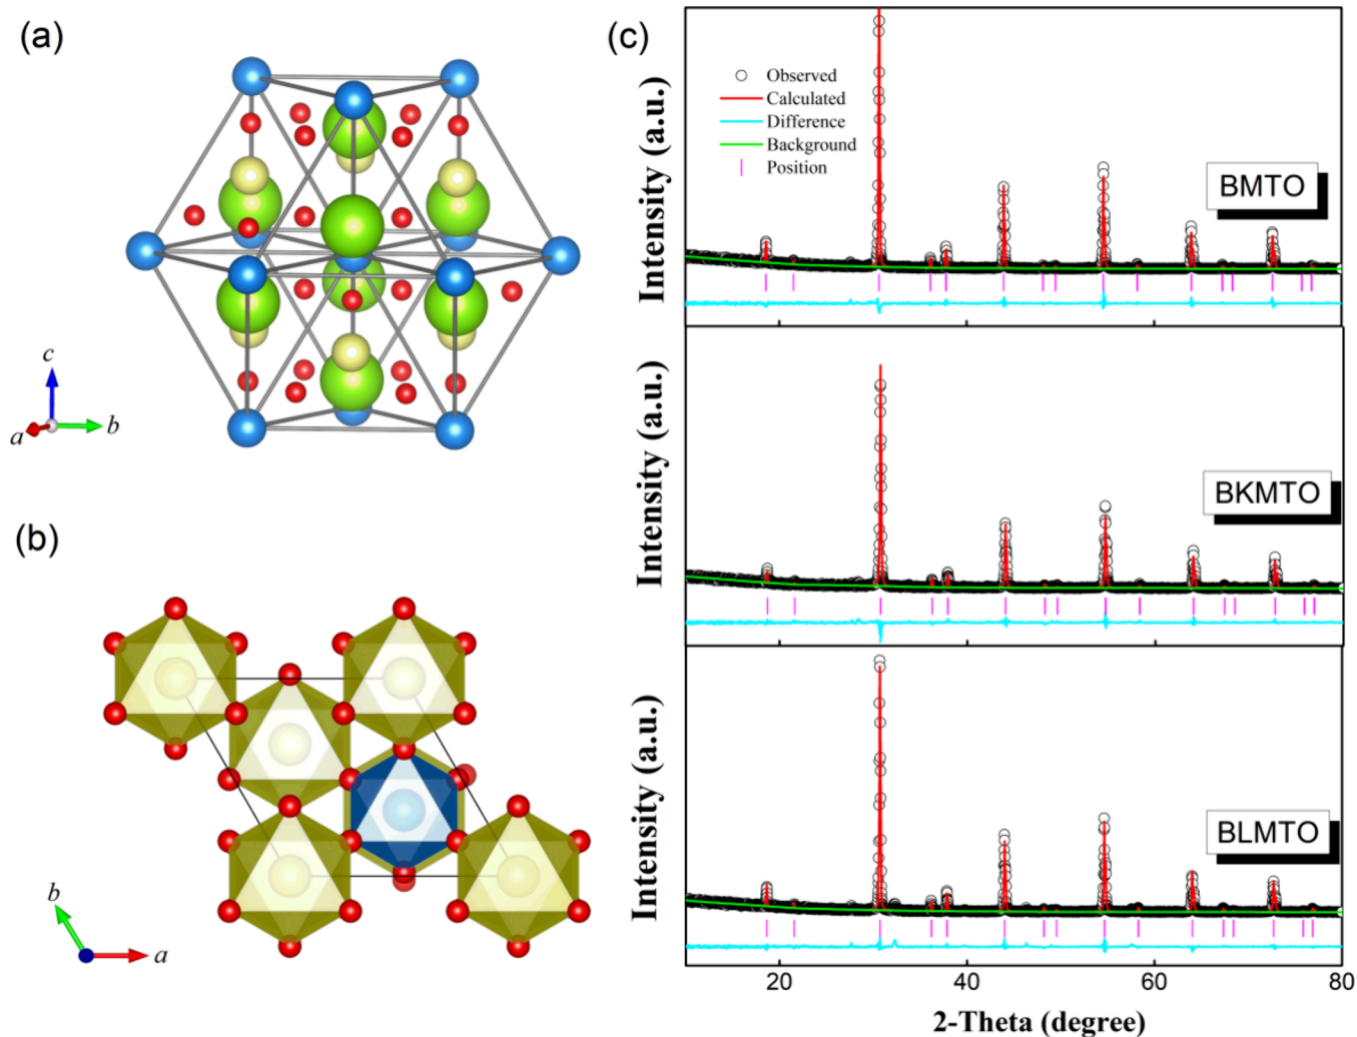 (a)
c
a
b
(b)
b
a
(c)
Intensity (a.u.)
Observed
Calculated
Difference
Background
Position
BMTO
Intensity (a.u.)
BKMTO
Intensity (a.u.)
BLMTO
20 40 60 80
2-Theta (degree)